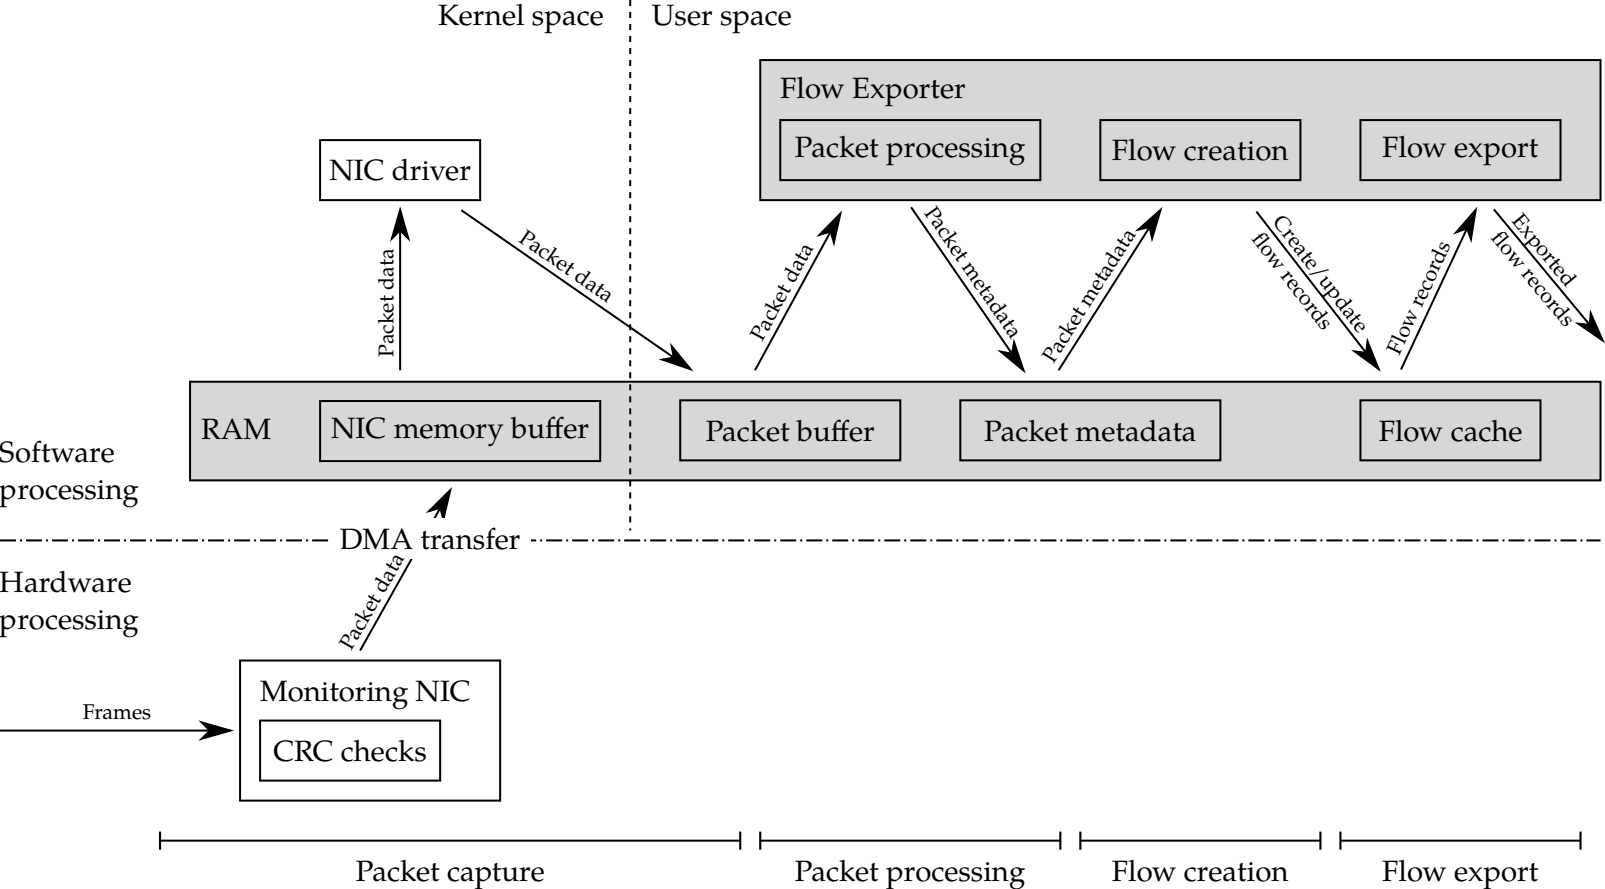 Kernel space
User space
Flow Exporter
Packet processing
Flow creation
Flow export
NIC driver
Packet data
Packet data
Packet data
Packet metadata
Packet metadata
Create/update
flow records
Flow records
Exported
flow records
RAM
NIC memory buffer
Packet buffer
Packet metadata
Flow cache
Software
processing
DMA transfer
Hardware
processing
Packet data
Monitoring NIC
Frames
CRC checks
Packet capture
Packet processing
Flow creation
Flow export